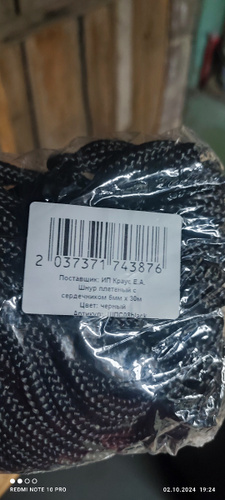 2 037371 743876
Поставщик: ИП Краус Е.А.
Шнур плетеный с
сердечником 6мм x 30м
Цвет: черный
Артикул:
REDMI NOTE 10 PRO
02.10.2024 19:24